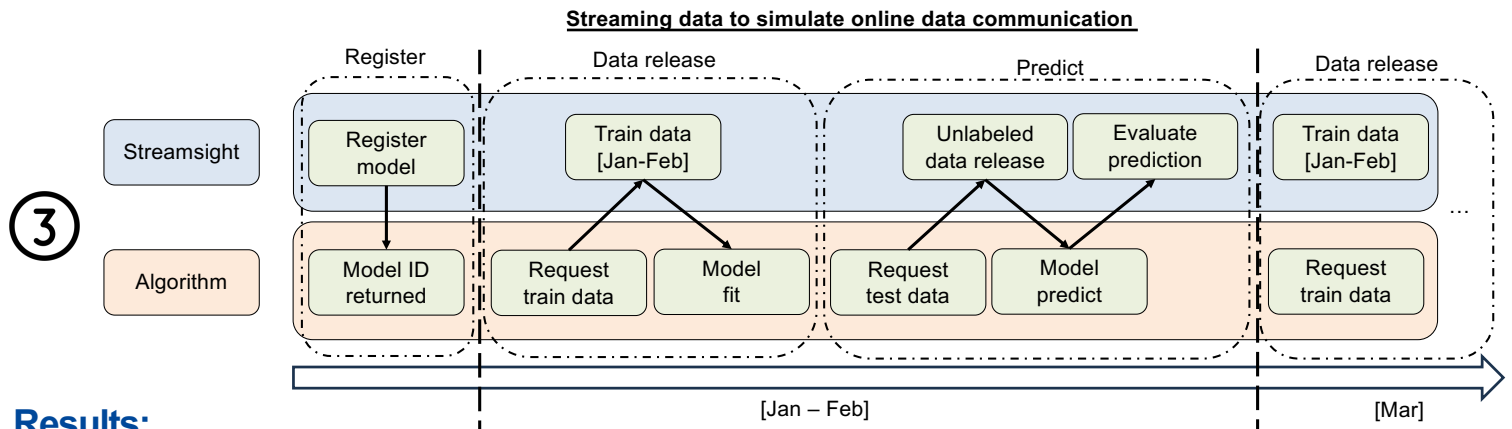 Streaming data to simulate online data communication
Register
Data release
Predict
Data release
Streamsight
Register
model
Train data
[Jan-Feb]
Unlabeled
data release
Evaluate
prediction
Train data
[Jan-Feb]
3
...
Algorithm
Model ID
returned
Request
train data
Model
fit
Request
test data
Model
predict
Request
train data
Results:
[Jan – Feb]
[Mar]